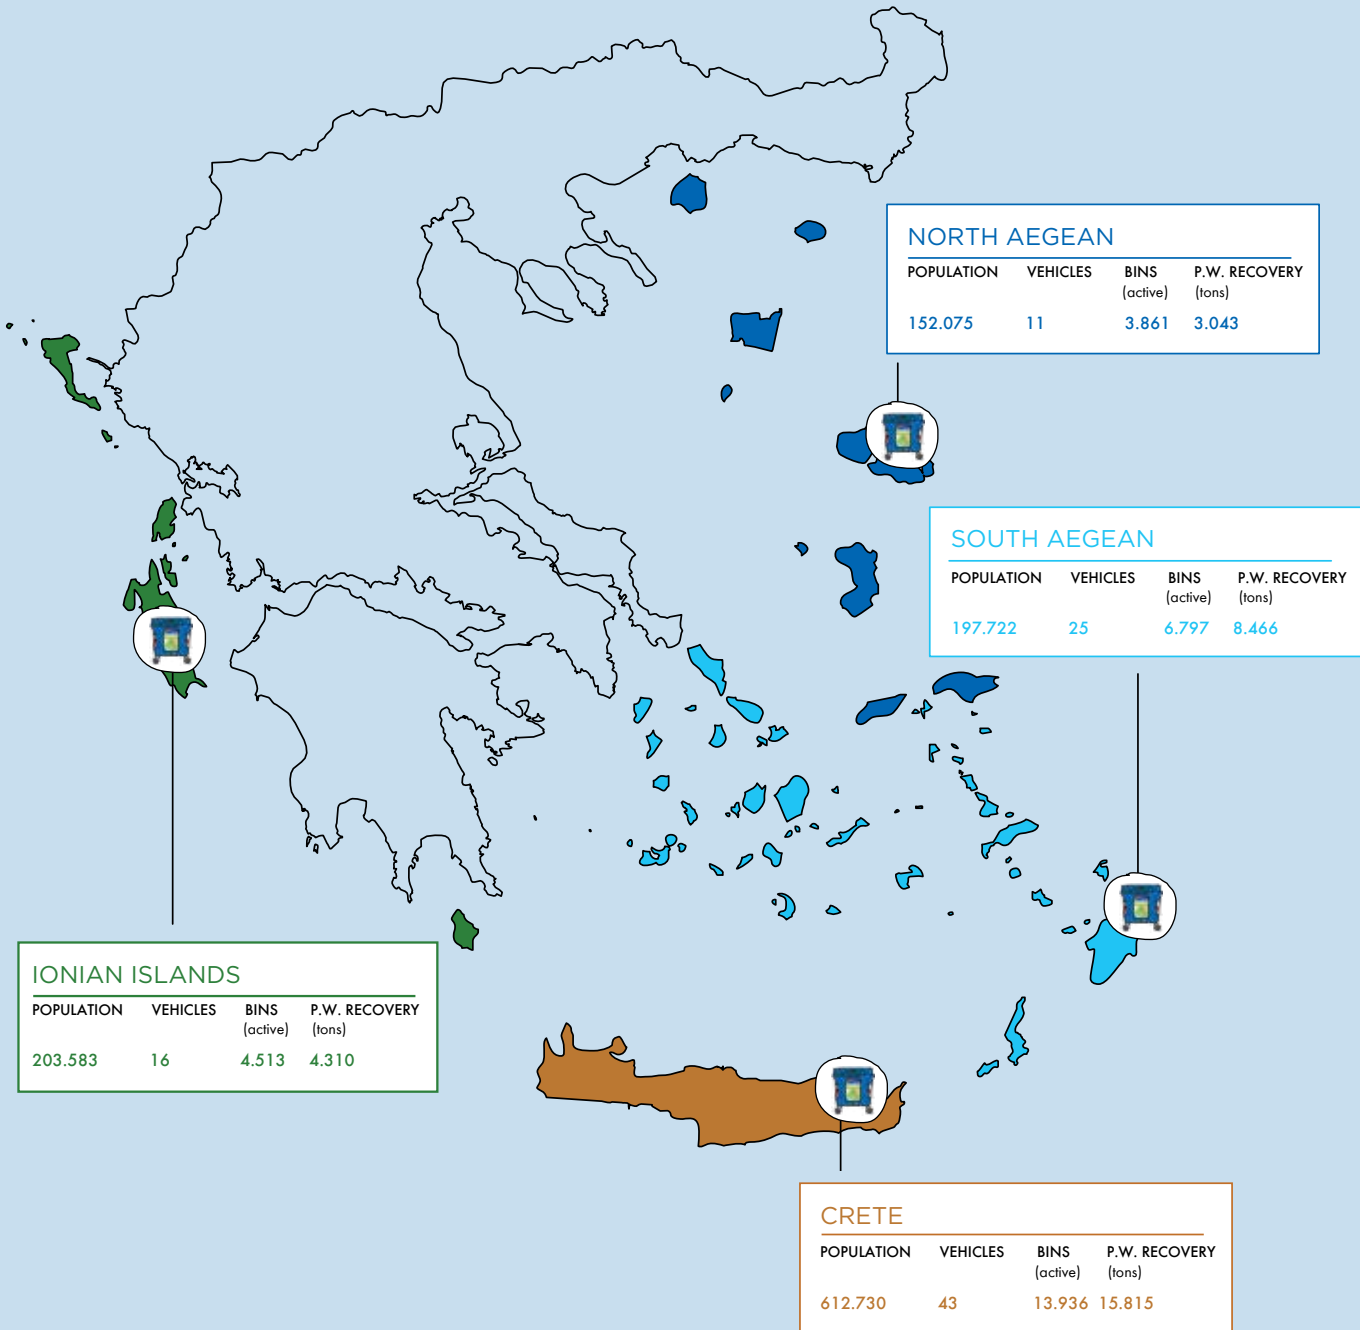 NORTH AEGEAN
POPULATION VEHICLES BINS P.W. RECOVERY
(active) (tons)
152.075 11 3.861 3.043
SOUTH AEGEAN
POPULATION VEHICLES BINS P.W. RECOVERY
(active) (tons)
197.722 25 6.797 8.466
IONIAN ISLANDS
POPULATION VEHICLES BINS P.W. RECOVERY
(active) (tons)
203.583 16 4.513 4.310
CRETE
POPULATION VEHICLES BINS P.W. RECOVERY
(active) (tons)
612.730 43 13.936 15.815